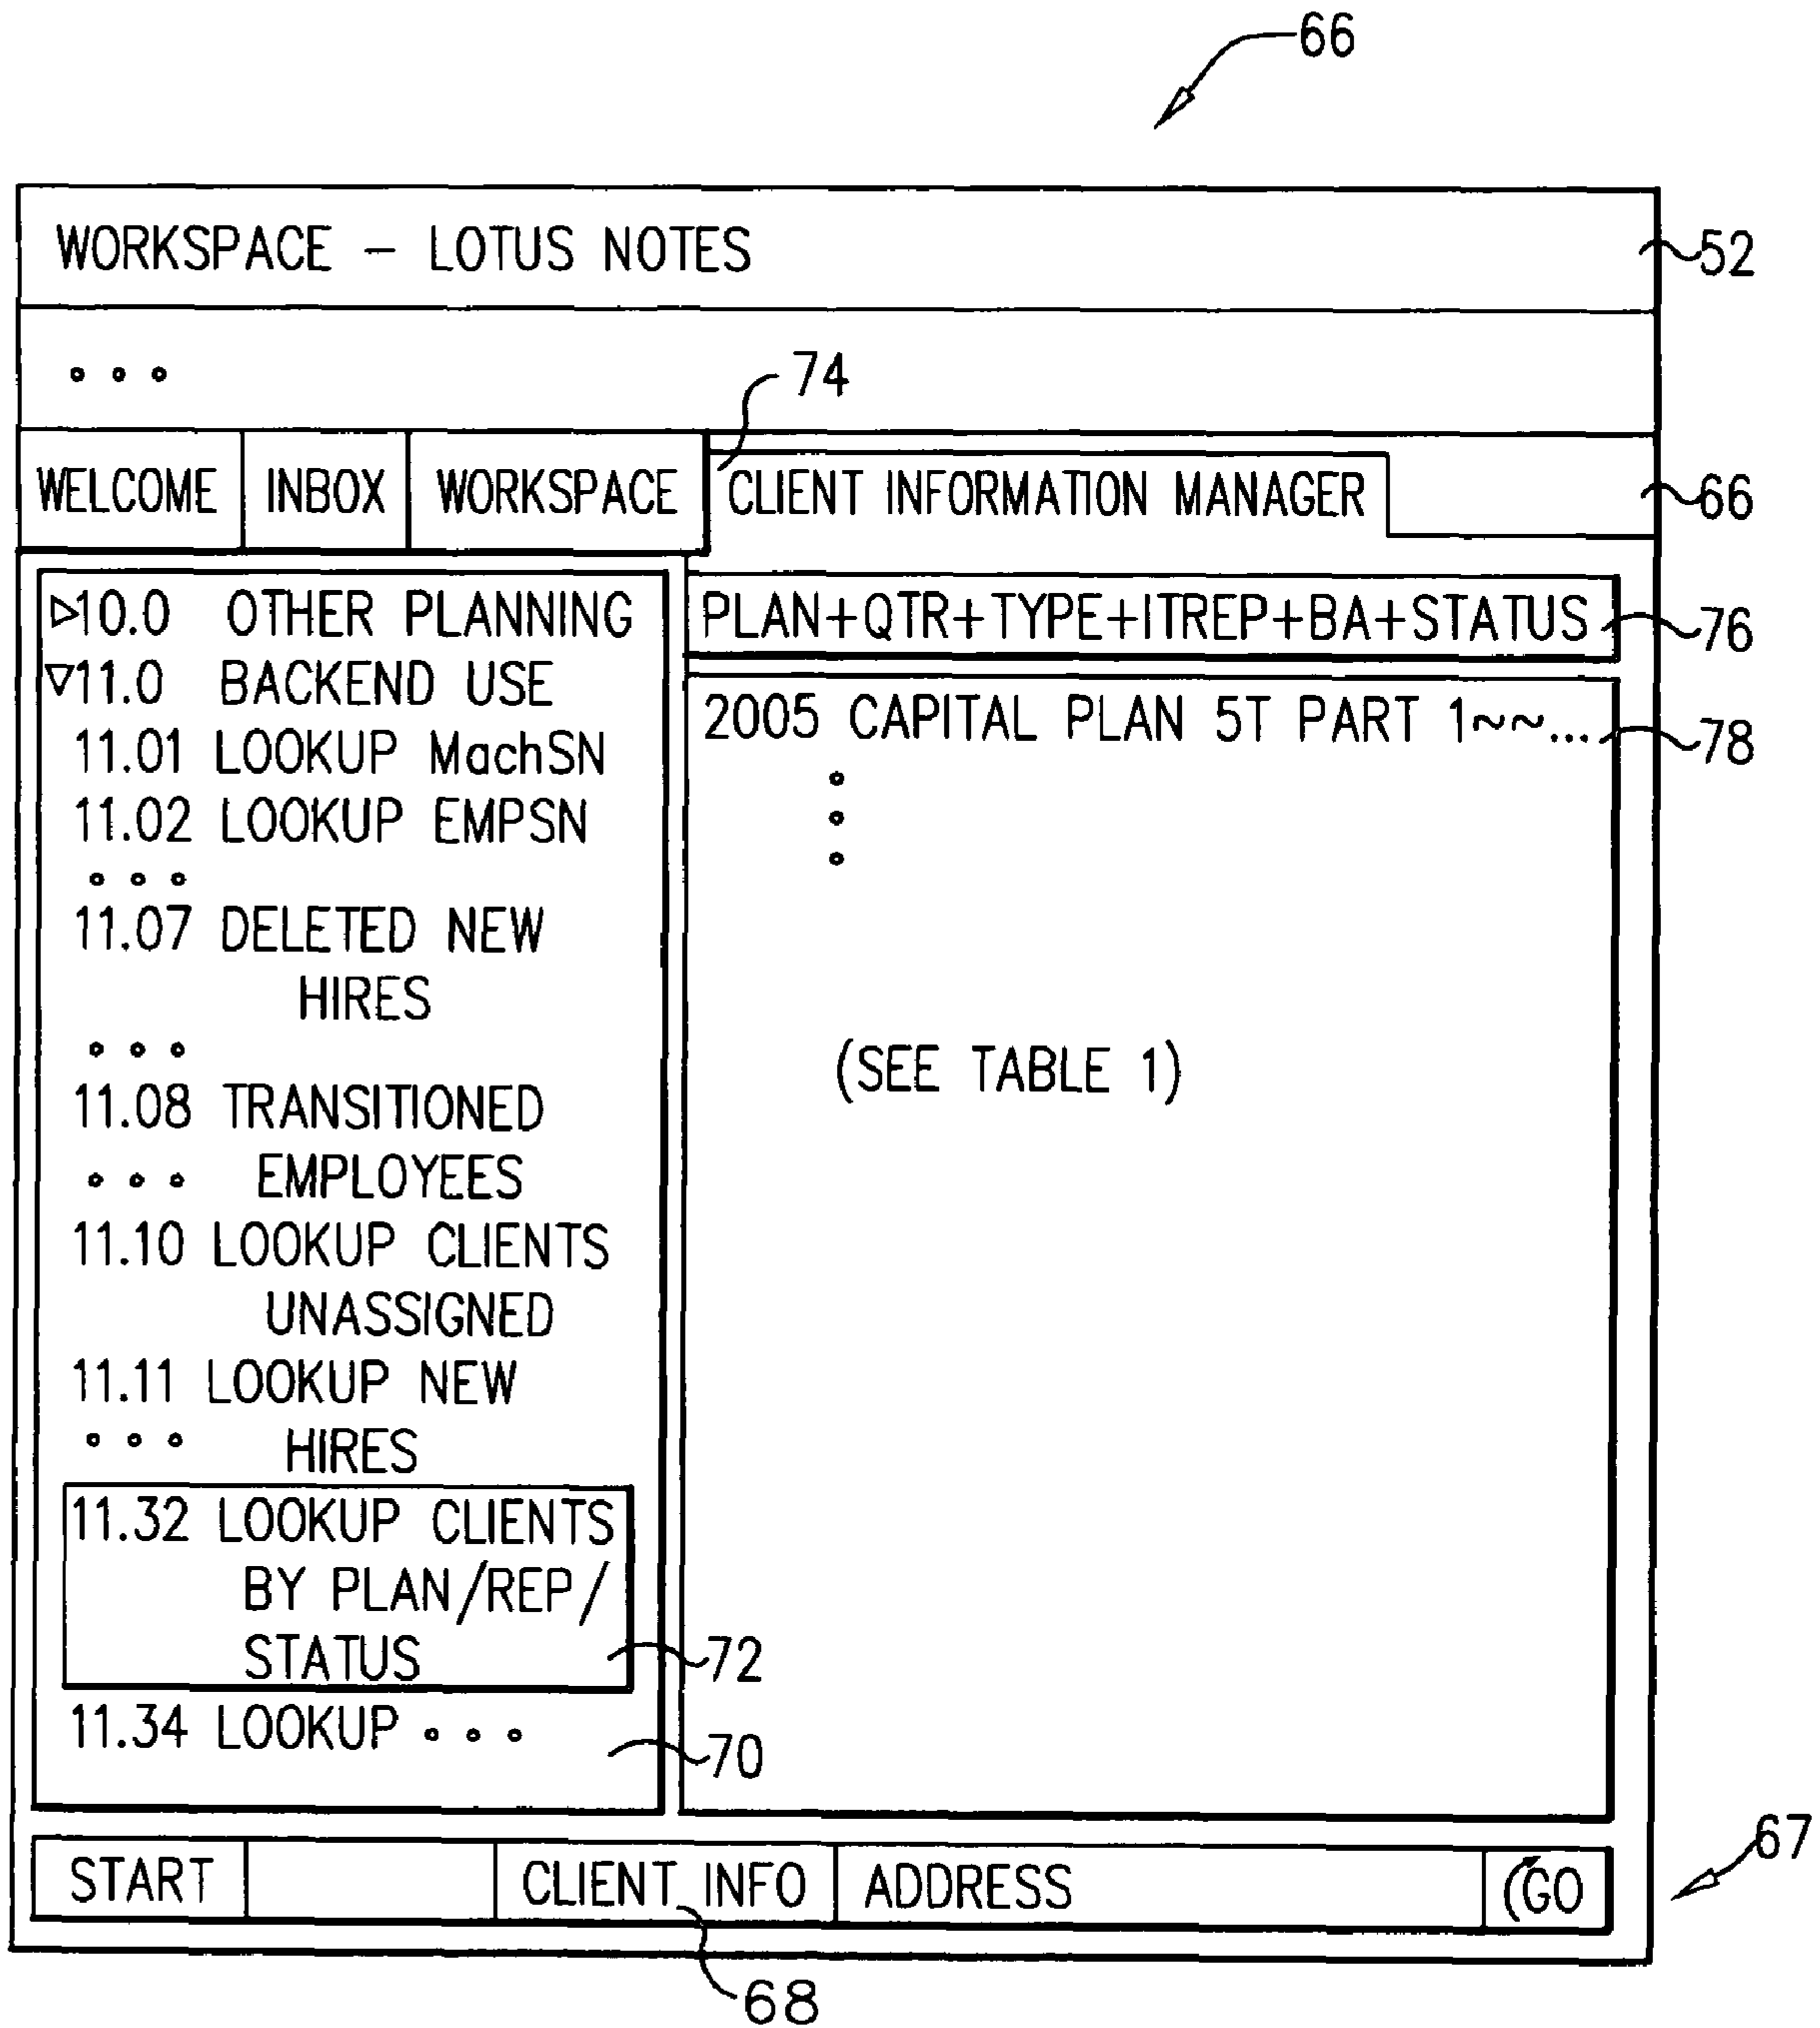 66
WORKSPACE – LOTUS NOTES
52
∘ ∘ ∘
74
WELCOME INBOX WORKSPACE CLIENT INFORMATION MANAGER
66
▷10.0 OTHER PLANNING
▽11.0 BACKEND USE
11.01 LOOKUP MachSN
11.02 LOOKUP EMPSN
∘ ∘ ∘
11.07 DELETED NEW
HIRES
∘ ∘ ∘
11.08 TRANSITIONED
∘ ∘ ∘ EMPLOYEES
11.10 LOOKUP CLIENTS
UNASSIGNED
11.11 LOOKUP NEW
∘ ∘ ∘ HIRES
11.32 LOOKUP CLIENTS
BY PLAN/REP/
STATUS
72
11.34 LOOKUP ∘ ∘ ∘
70
PLAN+QTR+TYPE+ITREP+BA+STATUS
76
2005 CAPITAL PLAN 5T PART 1~~...
78
∘
∘
∘
(SEE TABLE 1)
START CLIENT INFO ADDRESS GO
67
68